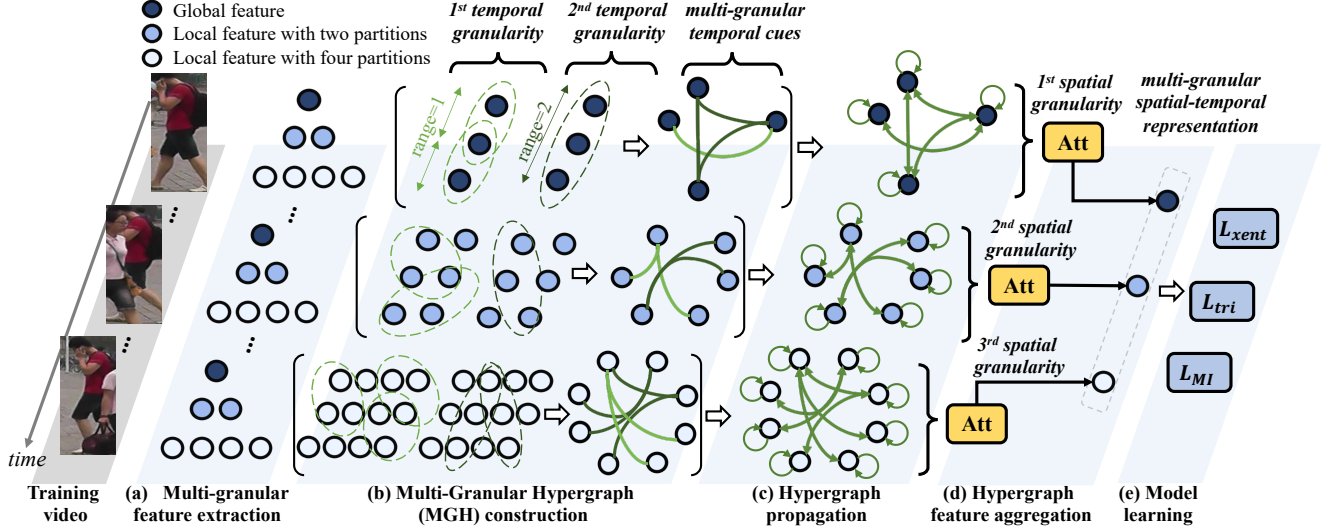 Global feature
Local feature with two partitions
Local feature with four partitions
1st temporal granularity
2nd temporal granularity
multi-granular temporal cues
range=1
range=2
1st spatial granularity
multi-granular spatial-temporal representation
Att
2nd spatial granularity
Att
3rd spatial granularity
Att
L_xent
L_tri
L_MI
time
Training video
(a) Multi-granular feature extraction
(b) Multi-Granular Hypergraph (MGH) construction
(c) Hypergraph propagation
(d) Hypergraph feature aggregation
(e) Model learning